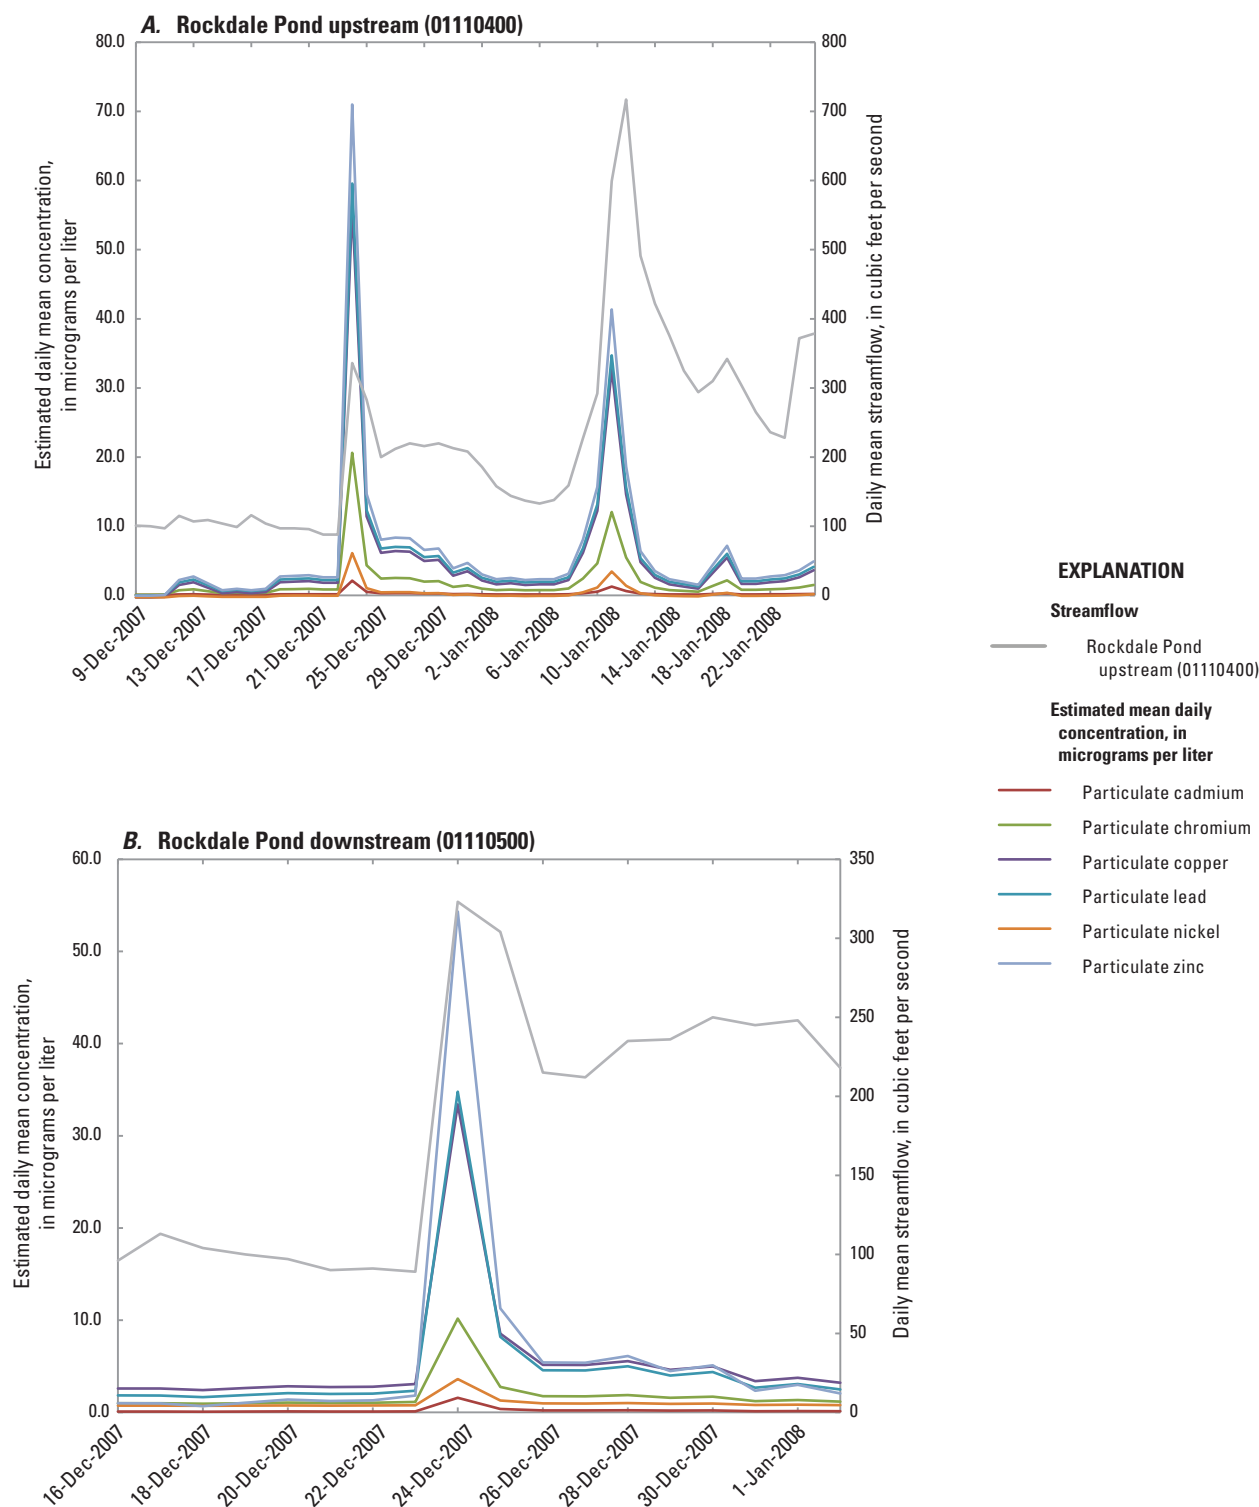 A. Rockdale Pond upstream (01110400)
80.0
70.0
60.0
50.0
40.0
30.0
20.0
10.0
0.0
800
700
600
500
400
300
200
100
0
Estimated daily mean concentration,
in micrograms per liter
Daily mean streamflow, in cubic feet per second
9-Dec-2007
13-Dec-2007
17-Dec-2007
21-Dec-2007
25-Dec-2007
29-Dec-2007
2-Jan-2008
6-Jan-2008
10-Jan-2008
14-Jan-2008
18-Jan-2008
22-Jan-2008
EXPLANATION
Streamflow
Rockdale Pond
upstream (01110400)
Estimated mean daily
concentration, in
micrograms per liter
Particulate cadmium
Particulate chromium
Particulate copper
Particulate lead
Particulate nickel
Particulate zinc
B. Rockdale Pond downstream (01110500)
60.0
50.0
40.0
30.0
20.0
10.0
0.0
350
300
250
200
150
100
50
0
Estimated daily mean concentration,
in micrograms per liter
Daily mean streamflow, in cubic feet per second
16-Dec-2007
18-Dec-2007
20-Dec-2007
22-Dec-2007
24-Dec-2007
26-Dec-2007
28-Dec-2007
30-Dec-2007
1-Jan-2008